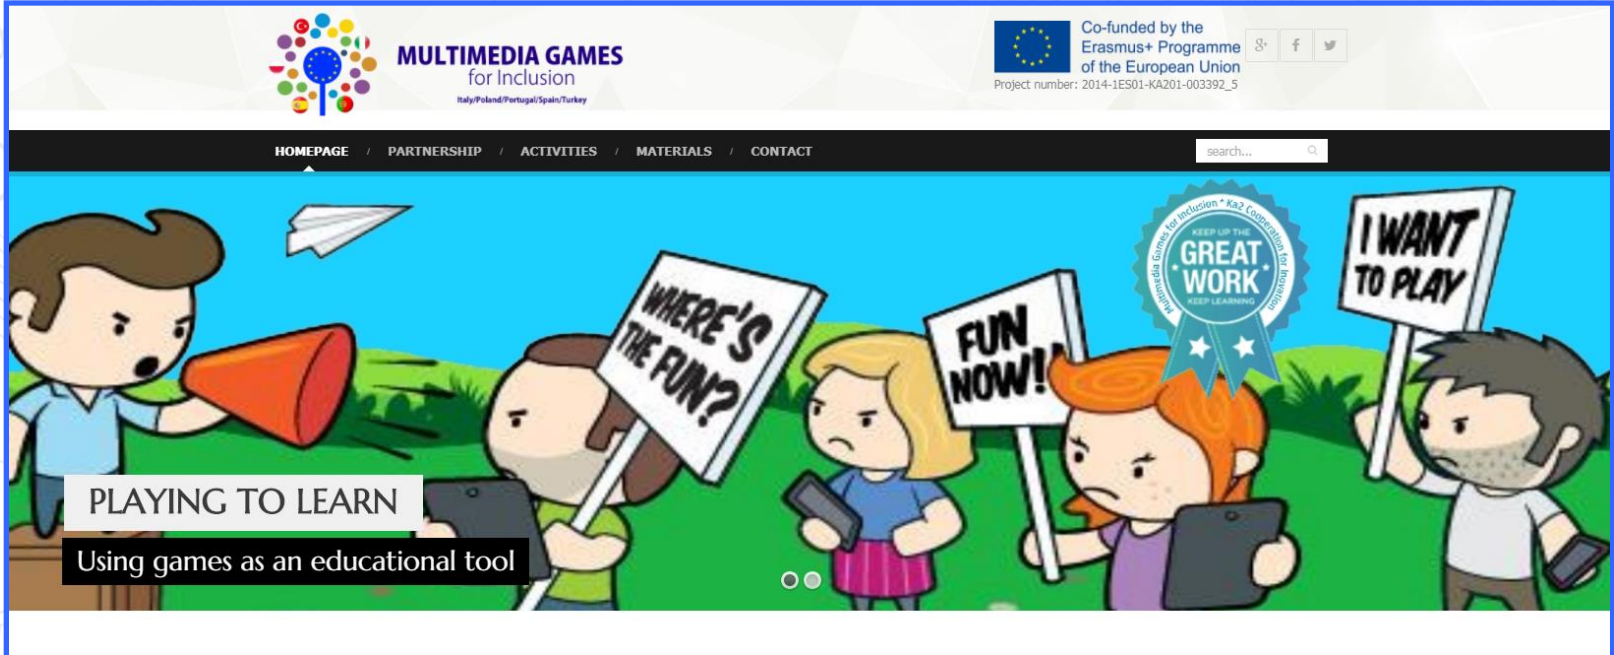 MULTIMEDIA GAMES
for Inclusion
Italy/Poland/Portugal/Spain/Turkey
Co-funded by the
Erasmus+ Programme
of the European Union
Project number: 2014-1ES01-KA201-003392_5
HOMEPAGE / PARTNERSHIP / ACTIVITIES / MATERIALS / CONTACT
search...
Multimedia Games for Inclusion * Ka2 Cooperation for Inovation
KEEP UP THE
GREAT
WORK
KEEP LEARNING
I WANT
TO PLAY
WHERE'S
THE FUN?
FUN
NOW!
PLAYING TO LEARN
Using games as an educational tool